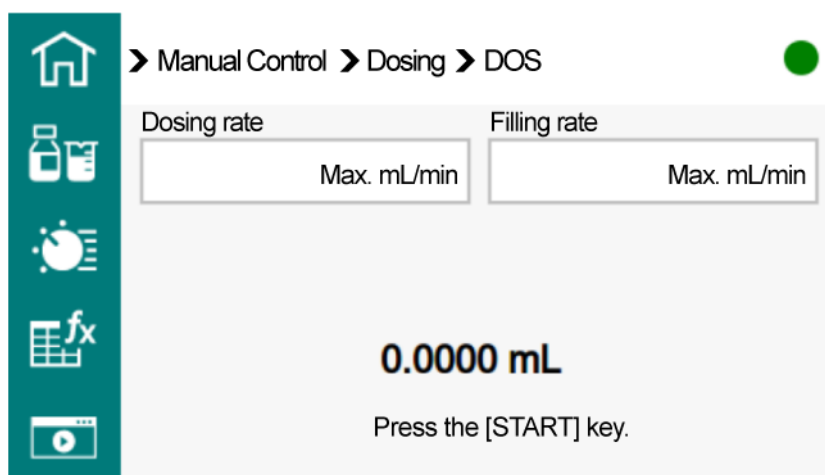 ❯ Manual Control ❯ Dosing ❯ DOS
Dosing rate
Filling rate
Max. mL/min
Max. mL/min
fx
0.0000 mL
Press the [START] key.